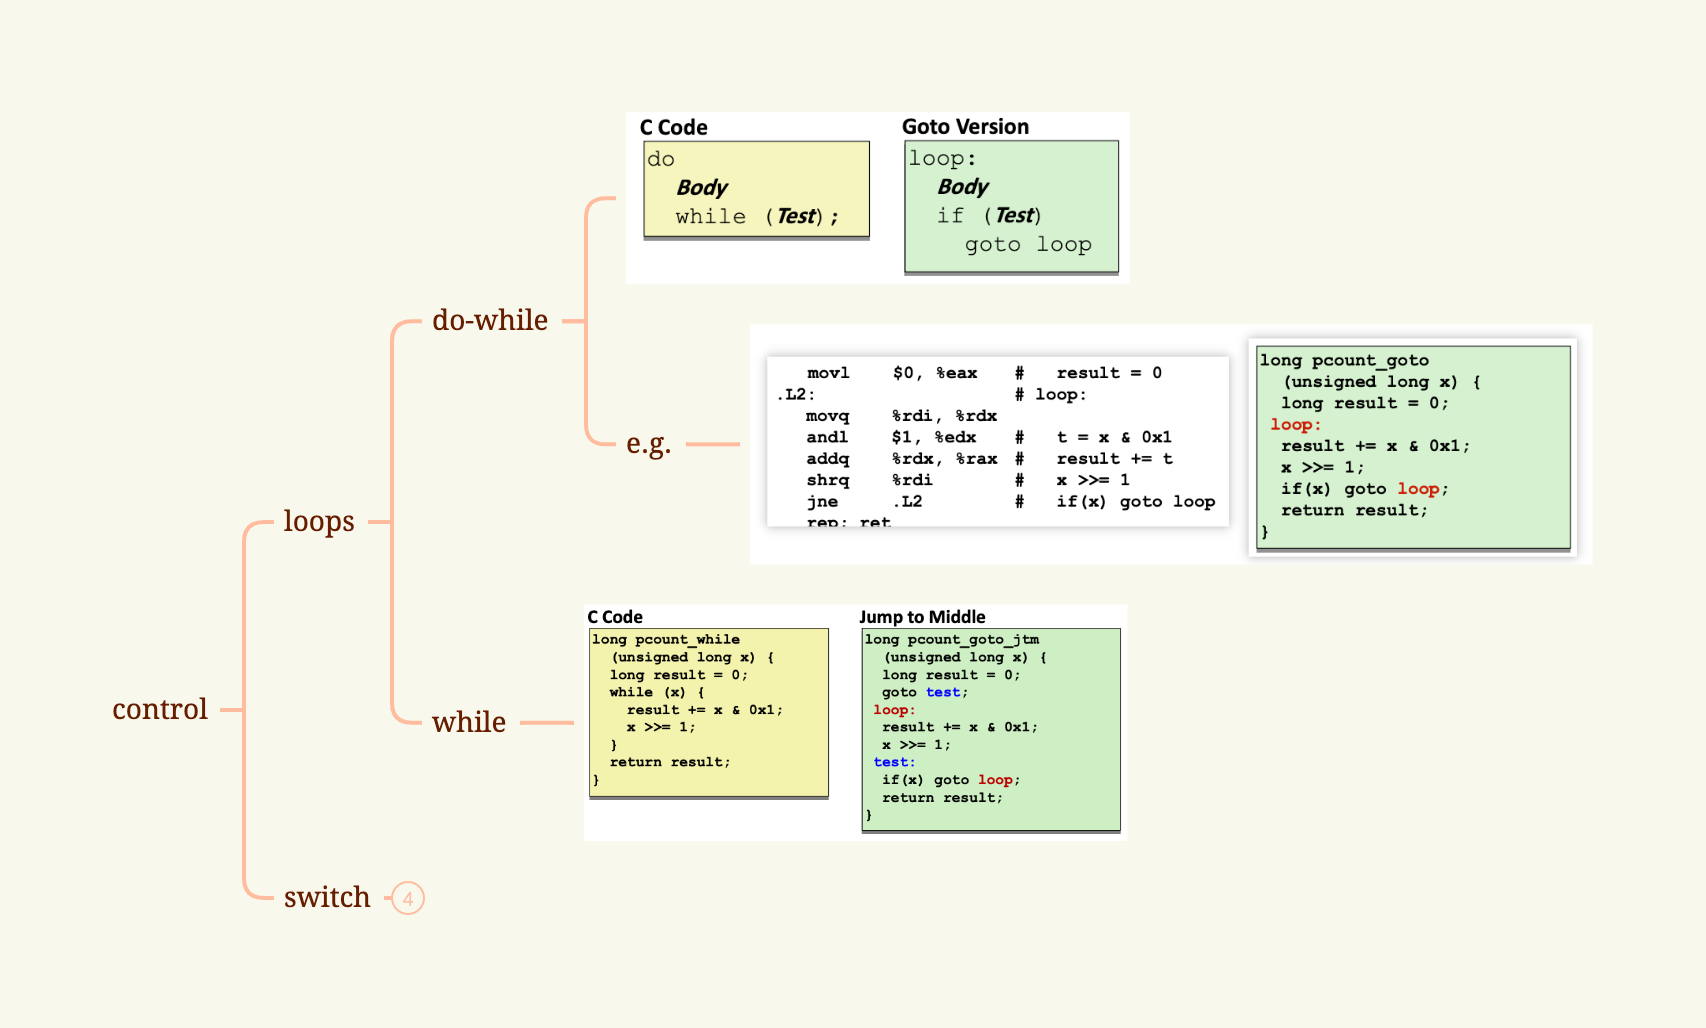 control
loops
do-while
C Code
do
Body
while (Test);
Goto Version
loop:
Body
if (Test)
goto loop
e.g.
movl $0, %eax # result = 0
.L2: # loop:
movq %rdi, %rdx
andl $1, %edx # t = x & 0x1
addq %rdx, %rax # result += t
shrq %rdi # x >>= 1
jne .L2 # if(x) goto loop
rep; ret
long pcount_goto
(unsigned long x) {
long result = 0;
loop:
result += x & 0x1;
x >>= 1;
if(x) goto loop;
return result;
}
while
C Code
long pcount_while
(unsigned long x) {
long result = 0;
while (x) {
result += x & 0x1;
x >>= 1;
}
return result;
}
Jump to Middle
long pcount_goto_jtm
(unsigned long x) {
long result = 0;
goto test;
loop:
result += x & 0x1;
x >>= 1;
test:
if(x) goto loop;
return result;
}
switch 4